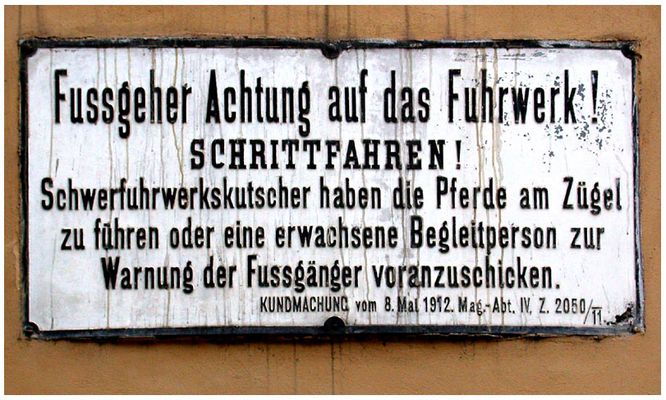 Fussgeher Achtung auf das Fuhrwerk!
SCHRITTFAHREN!
Schwerfuhrwerkskutscher haben die Pferde am Zügel
zu führen oder eine erwachsene Begleitperson zur
Warnung der Fussgänger voranzuschicken.
KUNDMACHUNG vom 8. Mai 1912. Mag.-Abt. IV, Z. 2050/II 11.